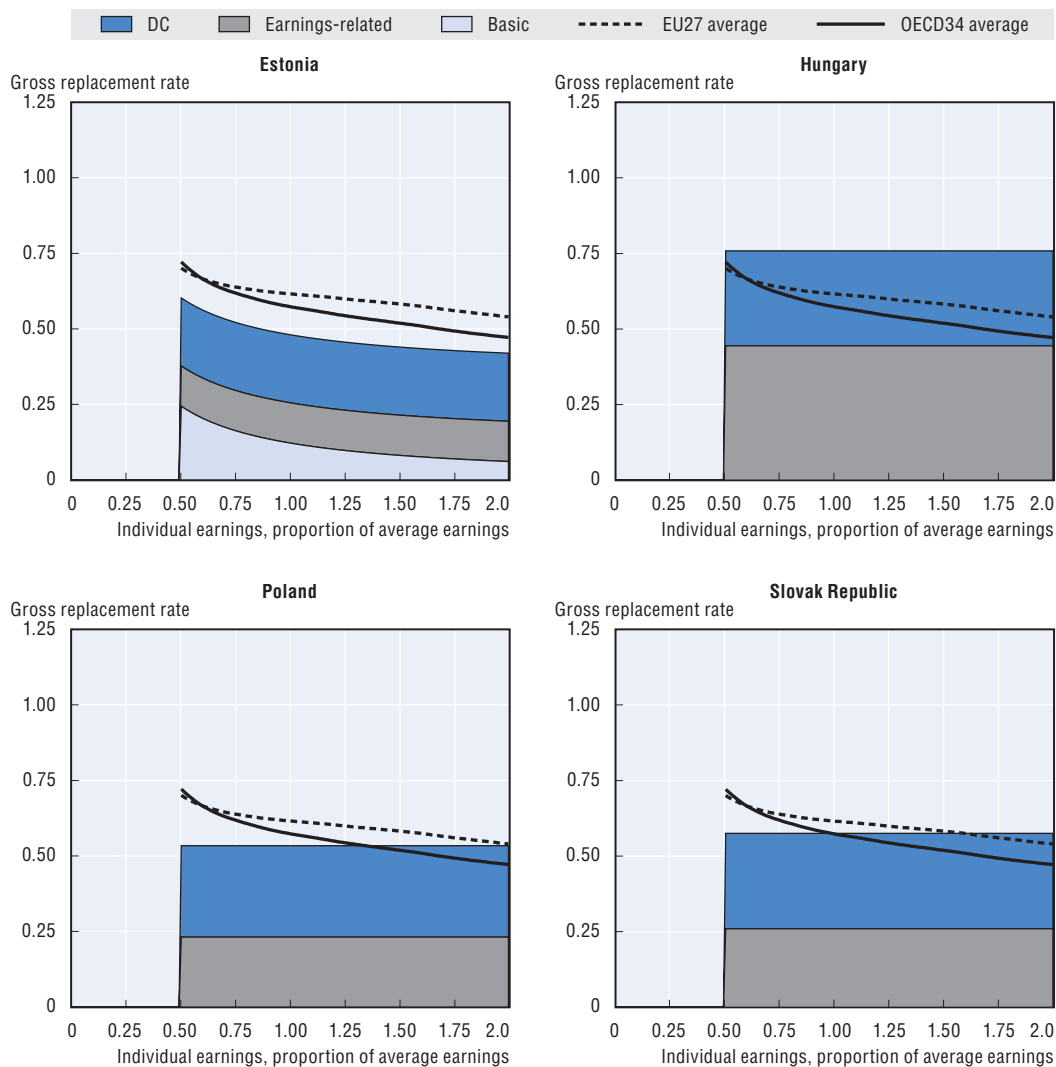 DC Earnings-related Basic EU27 average OECD34 average
Estonia
Gross replacement rate
1.25
1.00
0.75
0.50
0.25
0
0 0.25 0.50 0.75 1.00 1.25 1.50 1.75 2.0
Individual earnings, proportion of average earnings
Hungary
Gross replacement rate
1.25
1.00
0.75
0.50
0.25
0
0 0.25 0.50 0.75 1.00 1.25 1.50 1.75 2.0
Individual earnings, proportion of average earnings
Poland
Gross replacement rate
1.25
1.00
0.75
0.50
0.25
0
0 0.25 0.50 0.75 1.00 1.25 1.50 1.75 2.0
Individual earnings, proportion of average earnings
Slovak Republic
Gross replacement rate
1.25
1.00
0.75
0.50
0.25
0
0 0.25 0.50 0.75 1.00 1.25 1.50 1.75 2.0
Individual earnings, proportion of average earnings